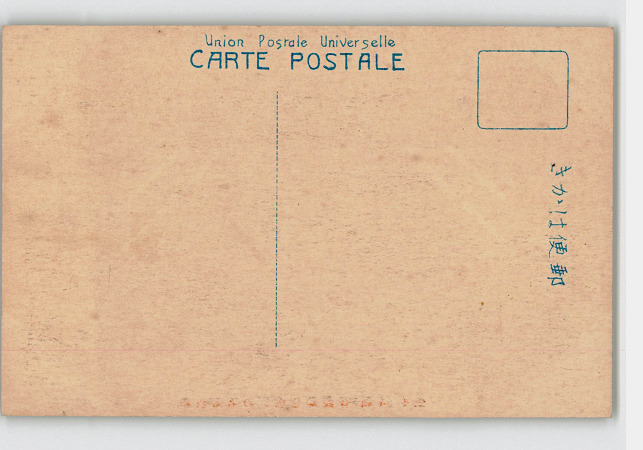 Union Postale Universelle
CARTE POSTALE
きかは便郵